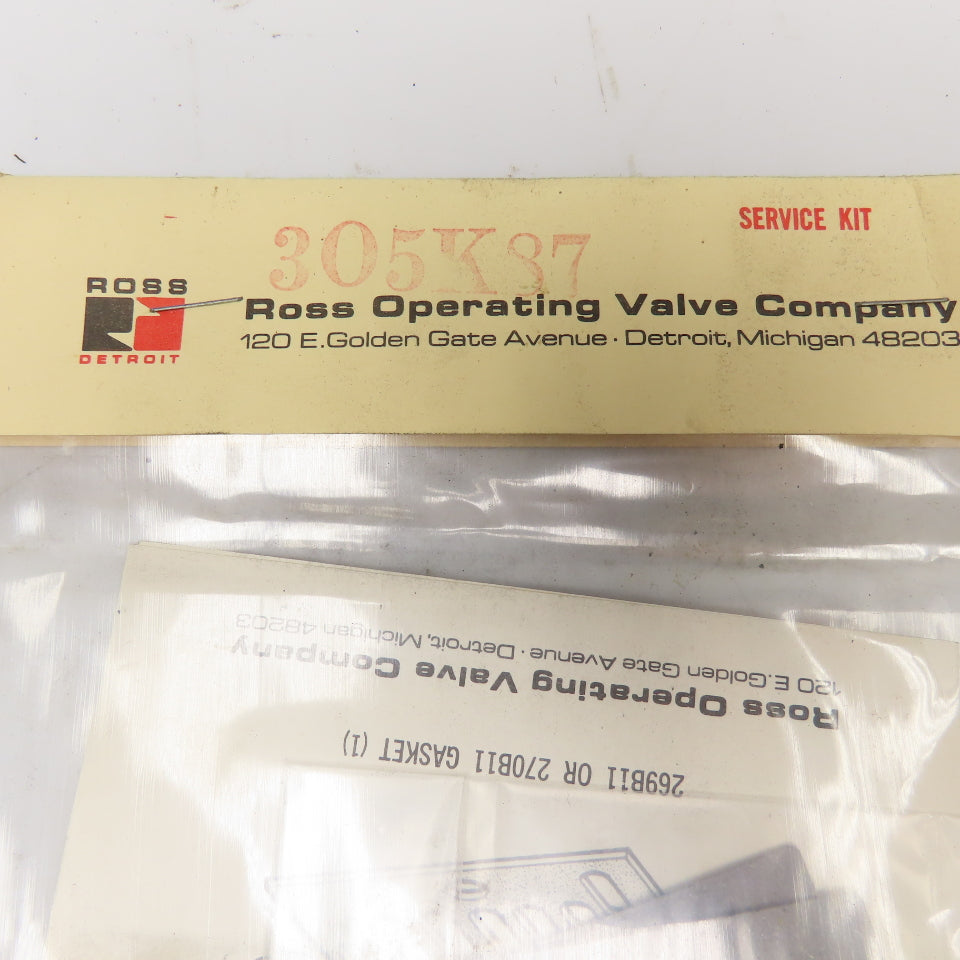 SERVICE KIT
305K87
ROSS
DETROIT
Ross Operating Valve Company
120 E.Golden Gate Avenue · Detroit, Michigan 48203
Ross Operating Valve Company
120 E.Golden Gate Avenue · Detroit, Michigan 48203
269B11 OR 270B11 GASKET (1)